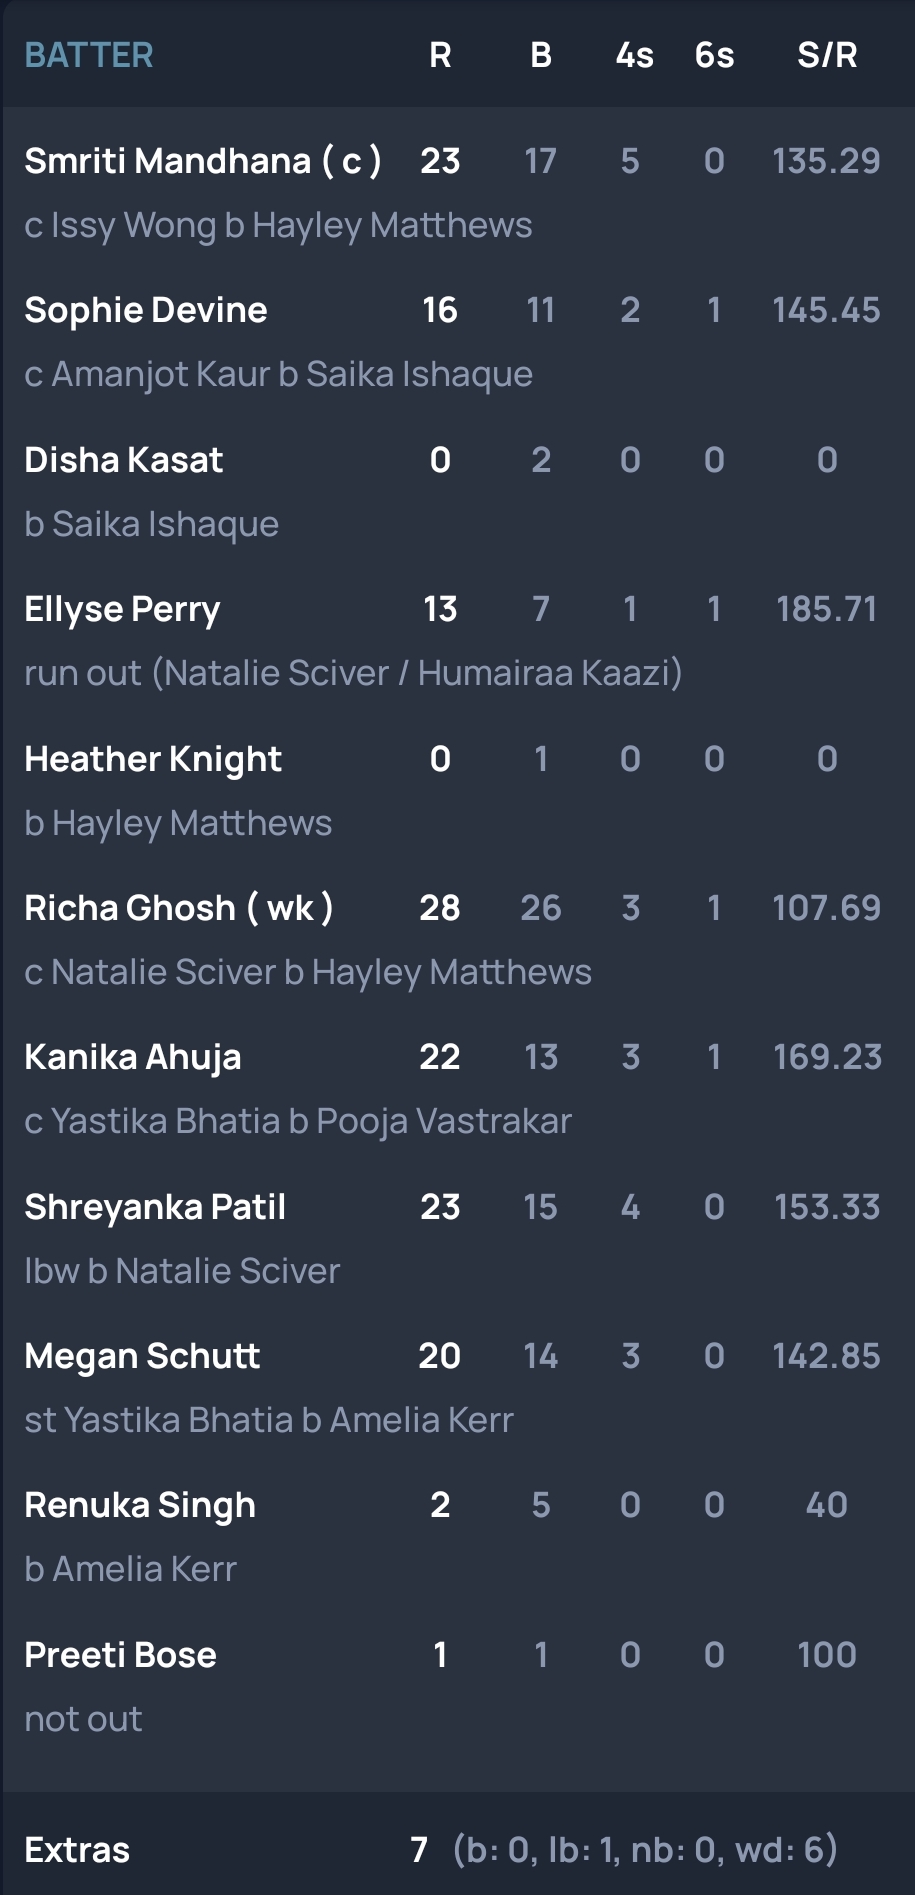 BATTER R B 4s 6s S/R
Smriti Mandhana ( c ) 23 17 5 0 135.29
c Issy Wong b Hayley Matthews
Sophie Devine 16 11 2 1 145.45
c Amanjot Kaur b Saika Ishaque
Disha Kasat 0 2 0 0 0
b Saika Ishaque
Ellyse Perry 13 7 1 1 185.71
run out (Natalie Sciver / Humairaa Kaazi)
Heather Knight 0 1 0 0 0
b Hayley Matthews
Richa Ghosh ( wk ) 28 26 3 1 107.69
c Natalie Sciver b Hayley Matthews
Kanika Ahuja 22 13 3 1 169.23
c Yastika Bhatia b Pooja Vastrakar
Shreyanka Patil 23 15 4 0 153.33
lbw b Natalie Sciver
Megan Schutt 20 14 3 0 142.85
st Yastika Bhatia b Amelia Kerr
Renuka Singh 2 5 0 0 40
b Amelia Kerr
Preeti Bose 1 1 0 0 100
not out
Extras 7 (b: 0, lb: 1, nb: 0, wd: 6)